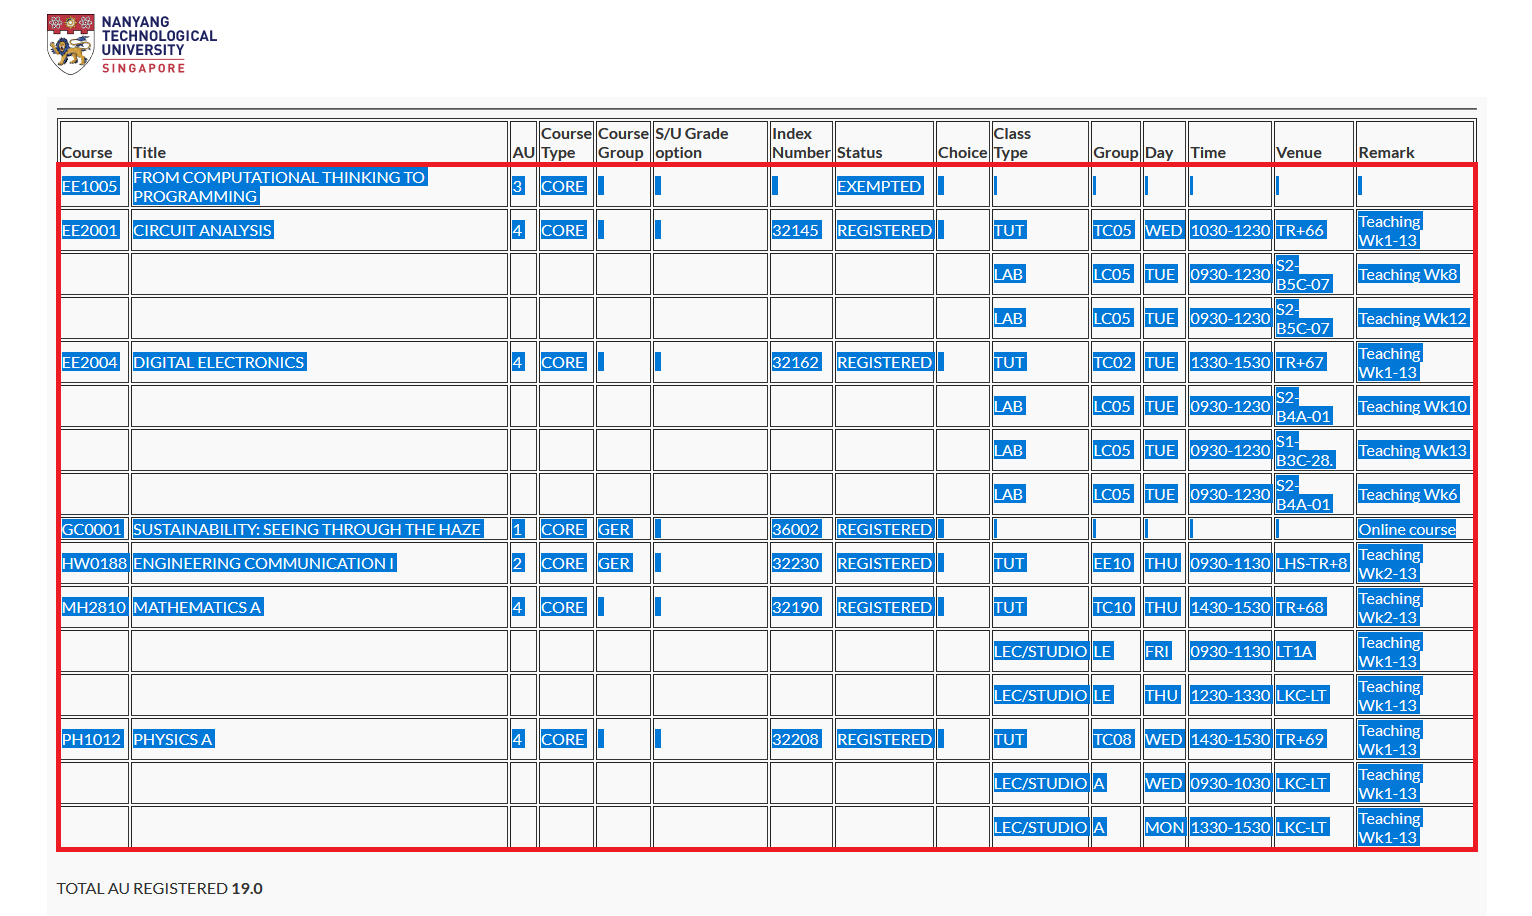 NANYANG
TECHNOLOGICAL
UNIVERSITY
SINGAPORE
Course Title AU Course Type Course Group S/U Grade option Index Number Status Choice Class Type Group Day Time Venue Remark
EE1005 FROM COMPUTATIONAL THINKING TO PROGRAMMING 3 CORE EXEMPTED
EE2001 CIRCUIT ANALYSIS 4 CORE 32145 REGISTERED TUT TC05 WED 1030-1230 TR+66 Teaching Wk1-13
LAB LC05 TUE 0930-1230 S2-B5C-07 Teaching Wk8
LAB LC05 TUE 0930-1230 S2-B5C-07 Teaching Wk12
EE2004 DIGITAL ELECTRONICS 4 CORE 32162 REGISTERED TUT TC02 TUE 1330-1530 TR+67 Teaching Wk1-13
LAB LC05 TUE 0930-1230 S2-B4A-01 Teaching Wk10
LAB LC05 TUE 0930-1230 S1-B3C-28. Teaching Wk13
LAB LC05 TUE 0930-1230 S2-B4A-01 Teaching Wk6
GC0001 SUSTAINABILITY: SEEING THROUGH THE HAZE 1 CORE GER 36002 REGISTERED Online course
HW0188 ENGINEERING COMMUNICATION I 2 CORE GER 32230 REGISTERED TUT EE10 THU 0930-1130 LHS-TR+8 Teaching Wk2-13
MH2810 MATHEMATICS A 4 CORE 32190 REGISTERED TUT TC10 THU 1430-1530 TR+68 Teaching Wk2-13
LEC/STUDIO LE FRI 0930-1130 LT1A Teaching Wk1-13
LEC/STUDIO LE THU 1230-1330 LKC-LT Teaching Wk1-13
PH1012 PHYSICS A 4 CORE 32208 REGISTERED TUT TC08 WED 1430-1530 TR+69 Teaching Wk1-13
LEC/STUDIO A WED 0930-1030 LKC-LT Teaching Wk1-13
LEC/STUDIO A MON 1330-1530 LKC-LT Teaching Wk1-13
TOTAL AU REGISTERED 19.0